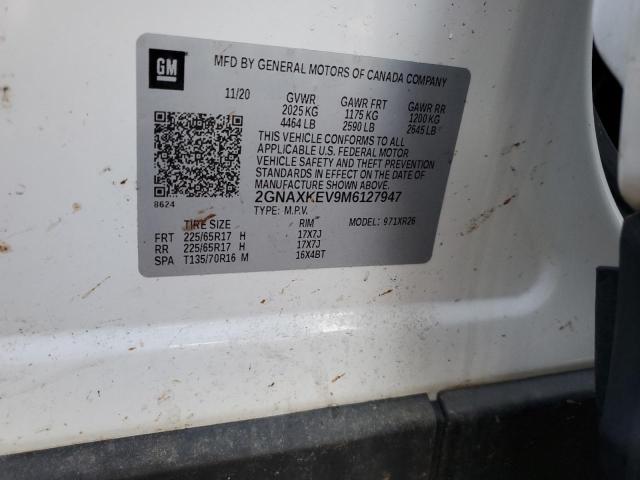 GM
MFD BY GENERAL MOTORS OF CANADA COMPANY
11/20 GVWR GAWR FRT GAWR RR
2025 KG 1175 KG 1200 KG
4464 LB 2590 LB 2645 LB
THIS VEHICLE CONFORMS TO ALL
APPLICABLE U.S. FEDERAL MOTOR
VEHICLE SAFETY AND THEFT PREVENTION
STANDARDS IN EFFECT ON THE DATE OF
MANUFACTURE SHOWN ABOVE.
8624 2GNAXKEV9M6127947
TYPE: M.P.V. MODEL: 971XR26
TIRE SIZE RIM
FRT 225/65R17 H 17X7J
RR 225/65R17 H 17X7J
SPA T135/70R16 M 16X4BT